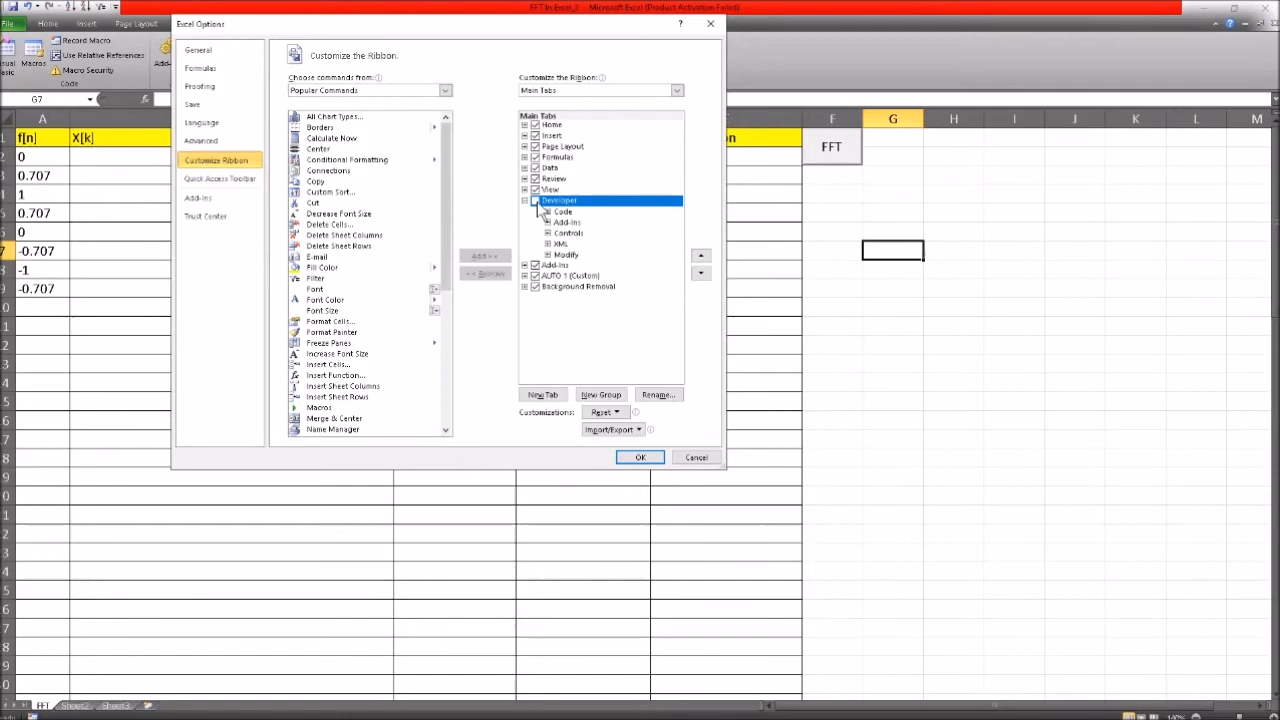 FFT In Excel_2 - Microsoft Excel (Product Activation Failed)
File Home Insert Page Layout
Excel Options
Record Macro
Use Relative References
Macro Security
Macros
Code
G7
General
Formulas
Proofing
Save
Language
Advanced
Customize Ribbon
Quick Access Toolbar
Add-Ins
Trust Center
Customize the Ribbon.
Choose commands from:
Popular Commands
All Chart Types...
Borders
Calculate Now
Center
Conditional Formatting
Connections
Copy
Custom Sort...
Cut
Decrease Font Size
Delete Cells...
Delete Sheet Columns
Delete Sheet Rows
E-mail
Fill Color
Filter
Font
Font Color
Font Size
Format Cells...
Format Painter
Freeze Panes
Increase Font Size
Insert Cells...
Insert Function...
Insert Sheet Columns
Insert Sheet Rows
Macros
Merge & Center
Name Manager
Add >>
<< Remove
Customize the Ribbon:
Main Tabs
Main Tabs
Home
Insert
Page Layout
Formulas
Data
Review
View
Developer
Code
Add-Ins
Controls
XML
Modify
Add-Ins
AUTO 1 (Custom)
Background Removal
New Tab New Group Rename...
Customizations: Reset
Import/Export
OK Cancel
A F G H I J K L M
f[n] X[k]
0
0.707
1
0.707
0
-0.707
-1
-0.707
FFT
FFT Sheet2 Sheet3
140%